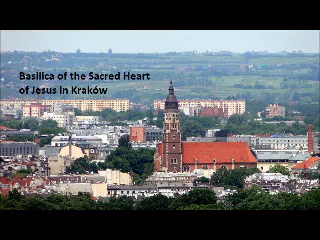 Basilica of the Sacred Heart
of Jesus in Kraków